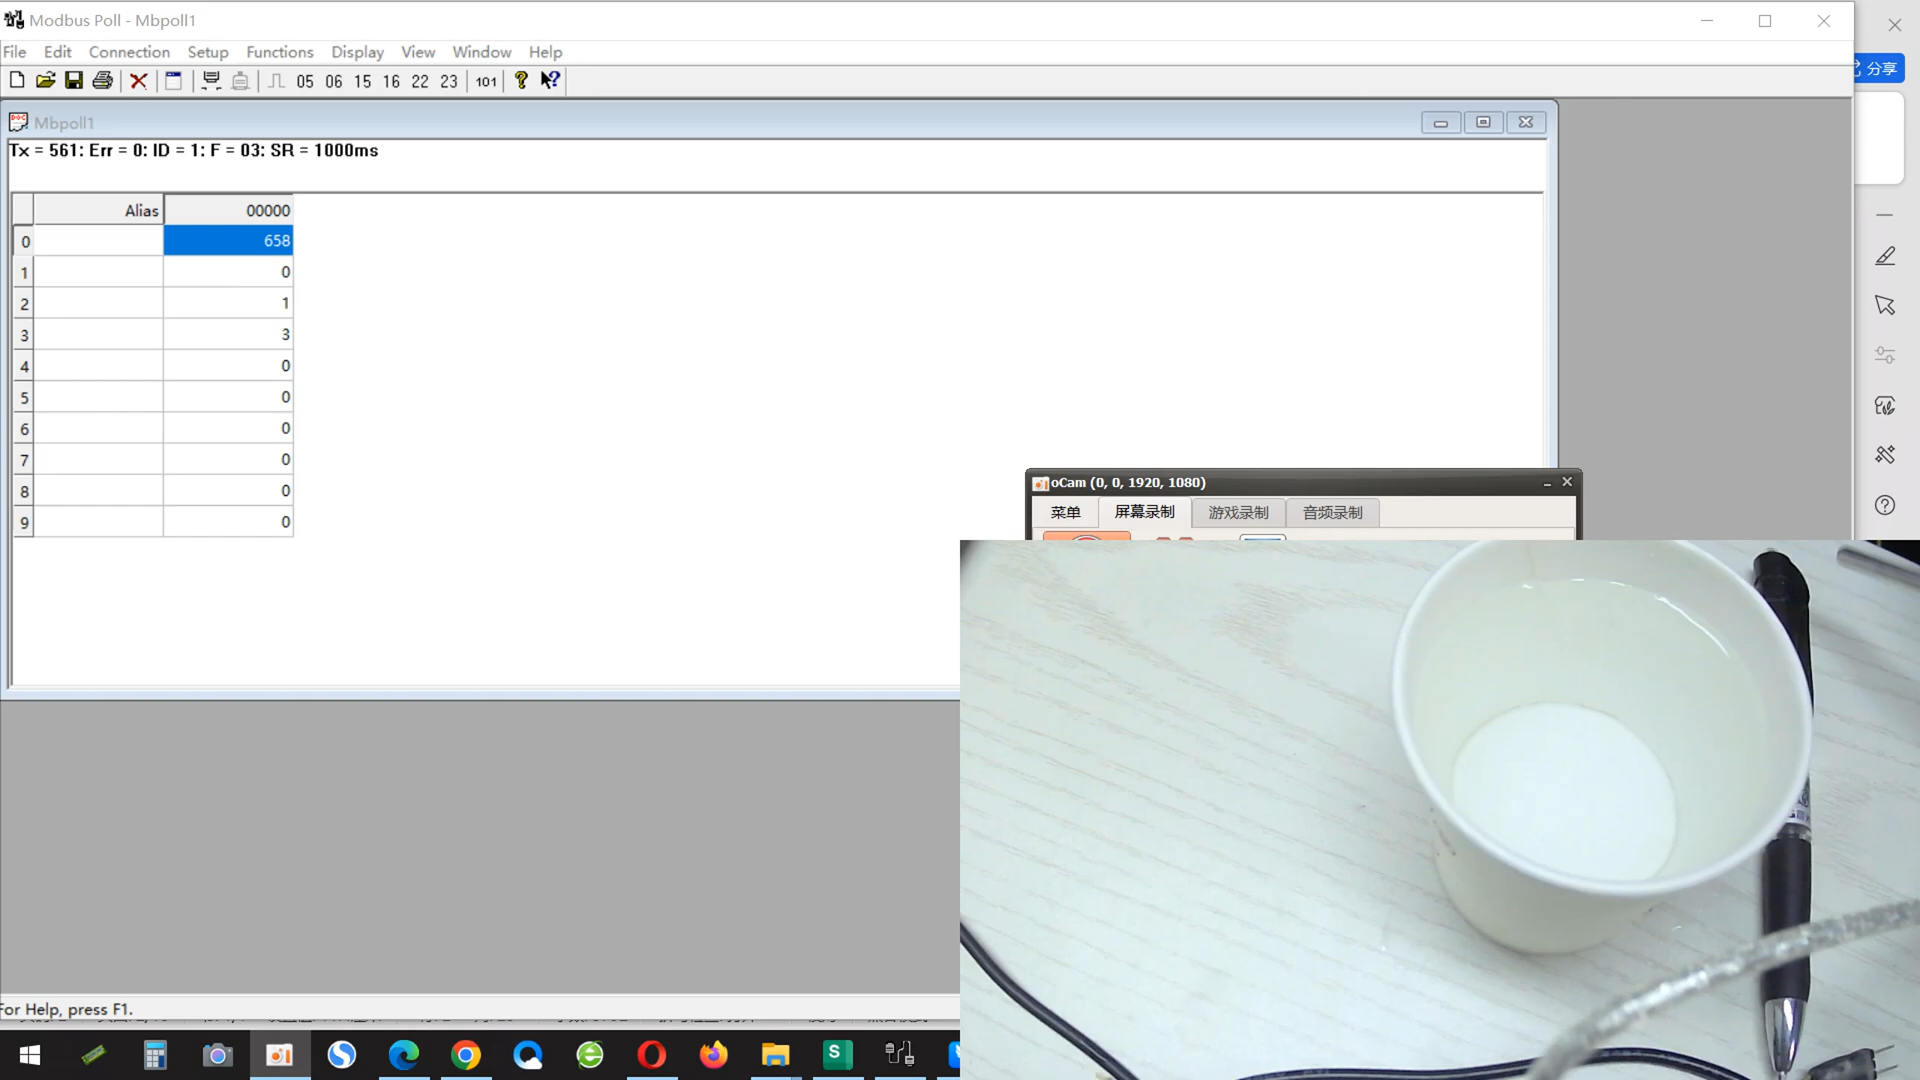 Modbus Poll - Mbpoll1
File Edit Connection Setup Functions Display View Window Help
05 06 15 16 22 23 101
分享
Mbpoll1
Tx = 561: Err = 0: ID = 1: F = 03: SR = 1000ms
Alias 00000
0 658
1 0
2 1
3 3
4 0
5 0
6 0
7 0
8 0
9 0
oCam (0, 0, 1920, 1080)
菜单 屏幕录制 游戏录制 音频录制
For Help, press F1.